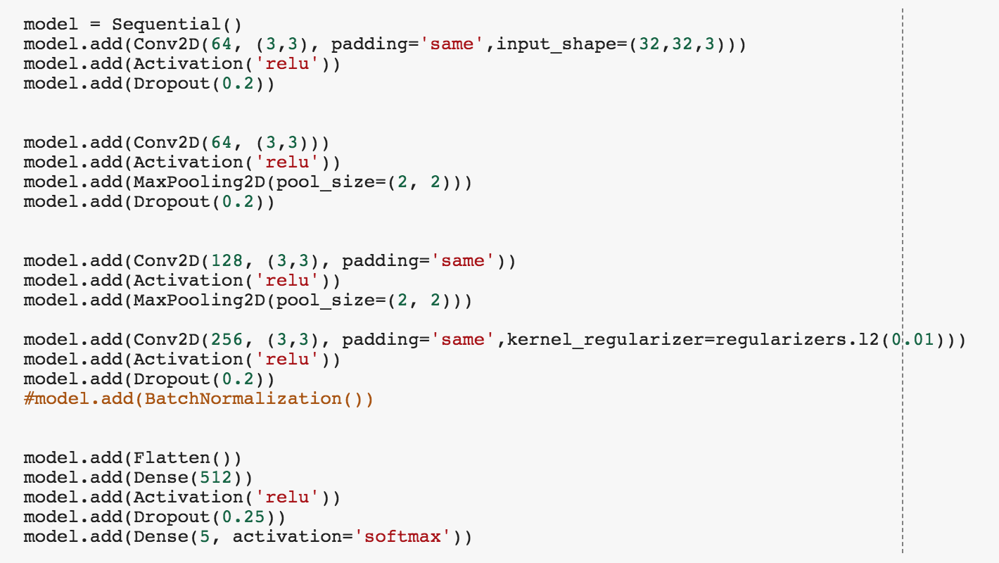 model = Sequential()
model.add(Conv2D(64, (3,3), padding='same',input_shape=(32,32,3)))
model.add(Activation('relu'))
model.add(Dropout(0.2))
model.add(Conv2D(64, (3,3)))
model.add(Activation('relu'))
model.add(MaxPooling2D(pool_size=(2, 2)))
model.add(Dropout(0.2))
model.add(Conv2D(128, (3,3), padding='same'))
model.add(Activation('relu'))
model.add(MaxPooling2D(pool_size=(2, 2)))
model.add(Conv2D(256, (3,3), padding='same',kernel_regularizer=regularizers.l2(0.01)))
model.add(Activation('relu'))
model.add(Dropout(0.2))
#model.add(BatchNormalization())
model.add(Flatten())
model.add(Dense(512))
model.add(Activation('relu'))
model.add(Dropout(0.25))
model.add(Dense(5, activation='softmax'))